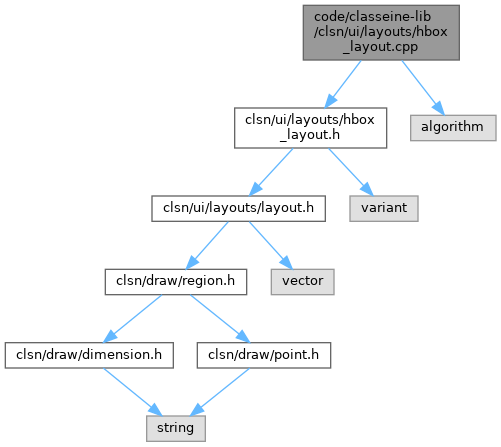 code/classeine-lib
/clsn/ui/layouts/hbox
_layout.cpp
clsn/ui/layouts/hbox
_layout.h
algorithm
clsn/ui/layouts/layout.h
variant
clsn/draw/region.h
vector
clsn/draw/dimension.h
clsn/draw/point.h
string